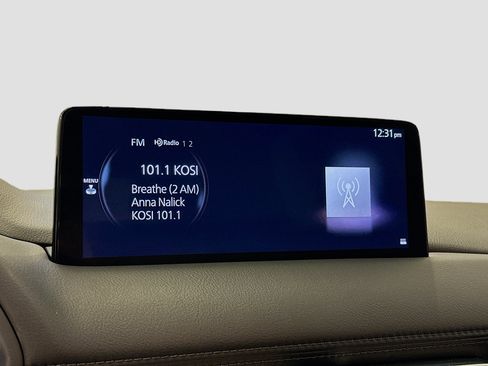 12:31 pm
FM HD Radio 1 2
101.1 KOSI
MENU
Breathe (2 AM)
Anna Nalick
KOSI 101.1